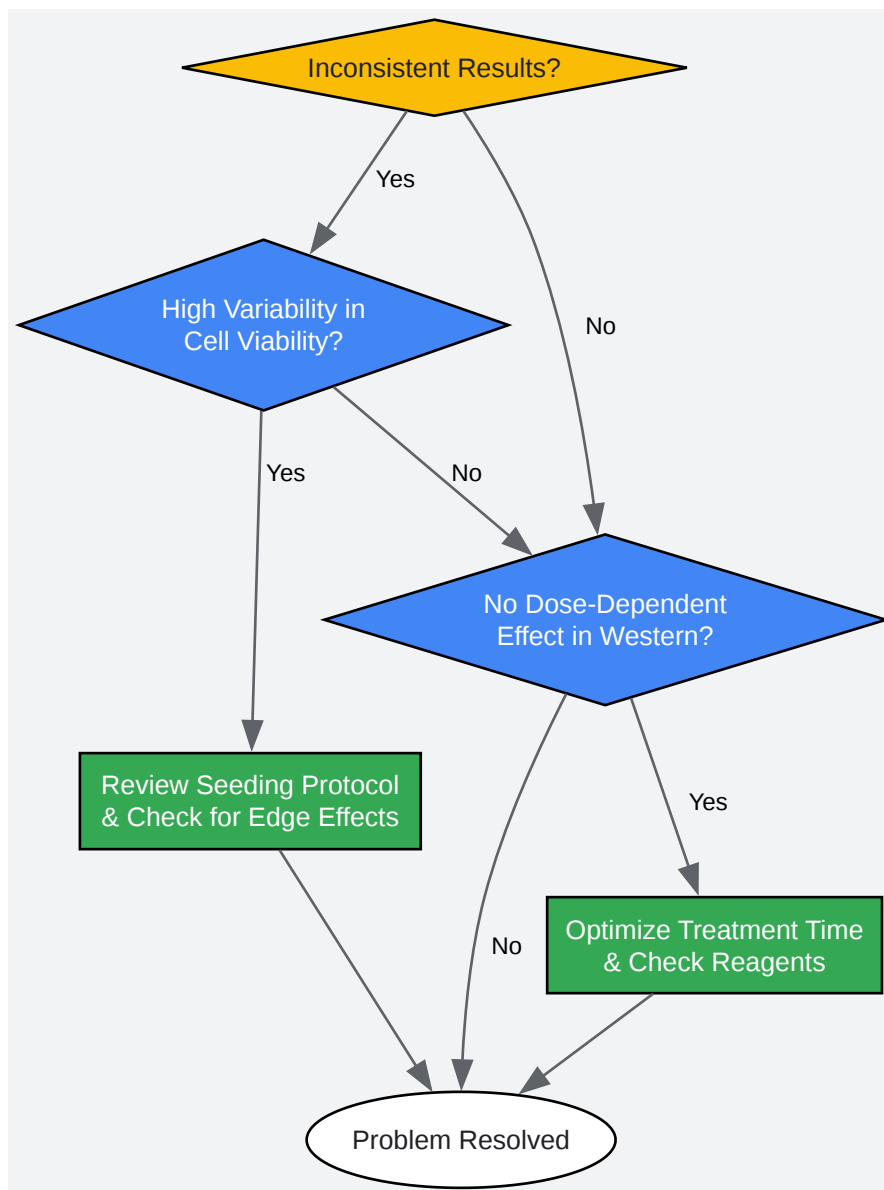 Inconsistent Results?
Yes
High Variability in
Cell Viability?
No
Yes
No
No Dose-Dependent
Effect in Western?
Review Seeding Protocol
& Check for Edge Effects
Yes
No
Optimize Treatment Time
& Check Reagents
Problem Resolved